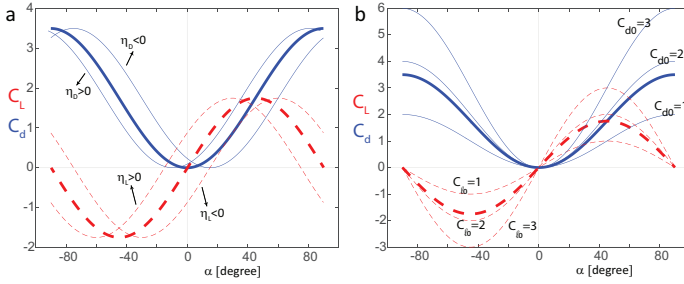 a
4
3
2
1
0
-1
-2
-80
-40
0
40
80
α [degree]
C_L
C_d
η_D<0
η_D>0
η_L>0
η_L<0
b
6
5
4
3
2
1
0
-1
-2
3
-80
-40
0
40
80
α [degree]
C_L
C_d
C_d0=3
C_d0=2
C_d0=1
C_l0=1
C_l0=2
C_l0=3